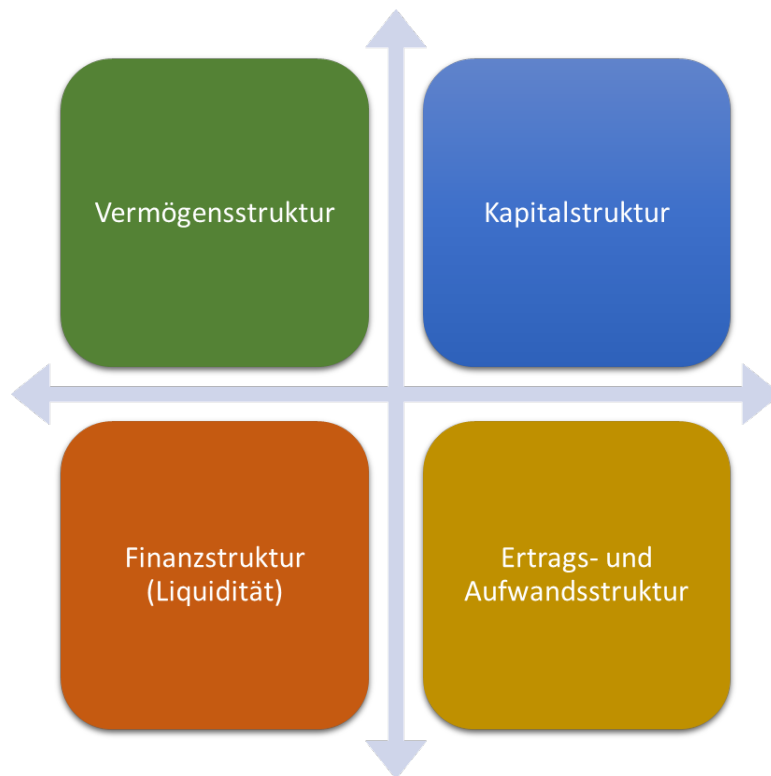 Vermögensstruktur
Kapitalstruktur
Finanzstruktur
(Liquidität)
Ertrags- und
Aufwandsstruktur